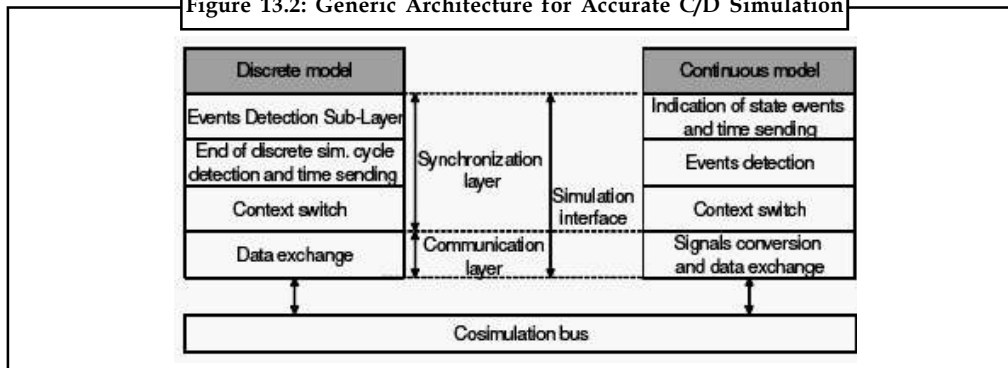 Figure 13.2: Generic Architecture for Accurate C/D Simulation
Discrete model
Events Detection Sub-Layer
End of discrete sim. cycle
detection and time sending
Context switch
Data exchange
Synchronization
layer
Communication
layer
Simulation
interface
Continuous model
Indication of state events
and time sending
Events detection
Context switch
Signals conversion
and data exchange
Cosimulation bus